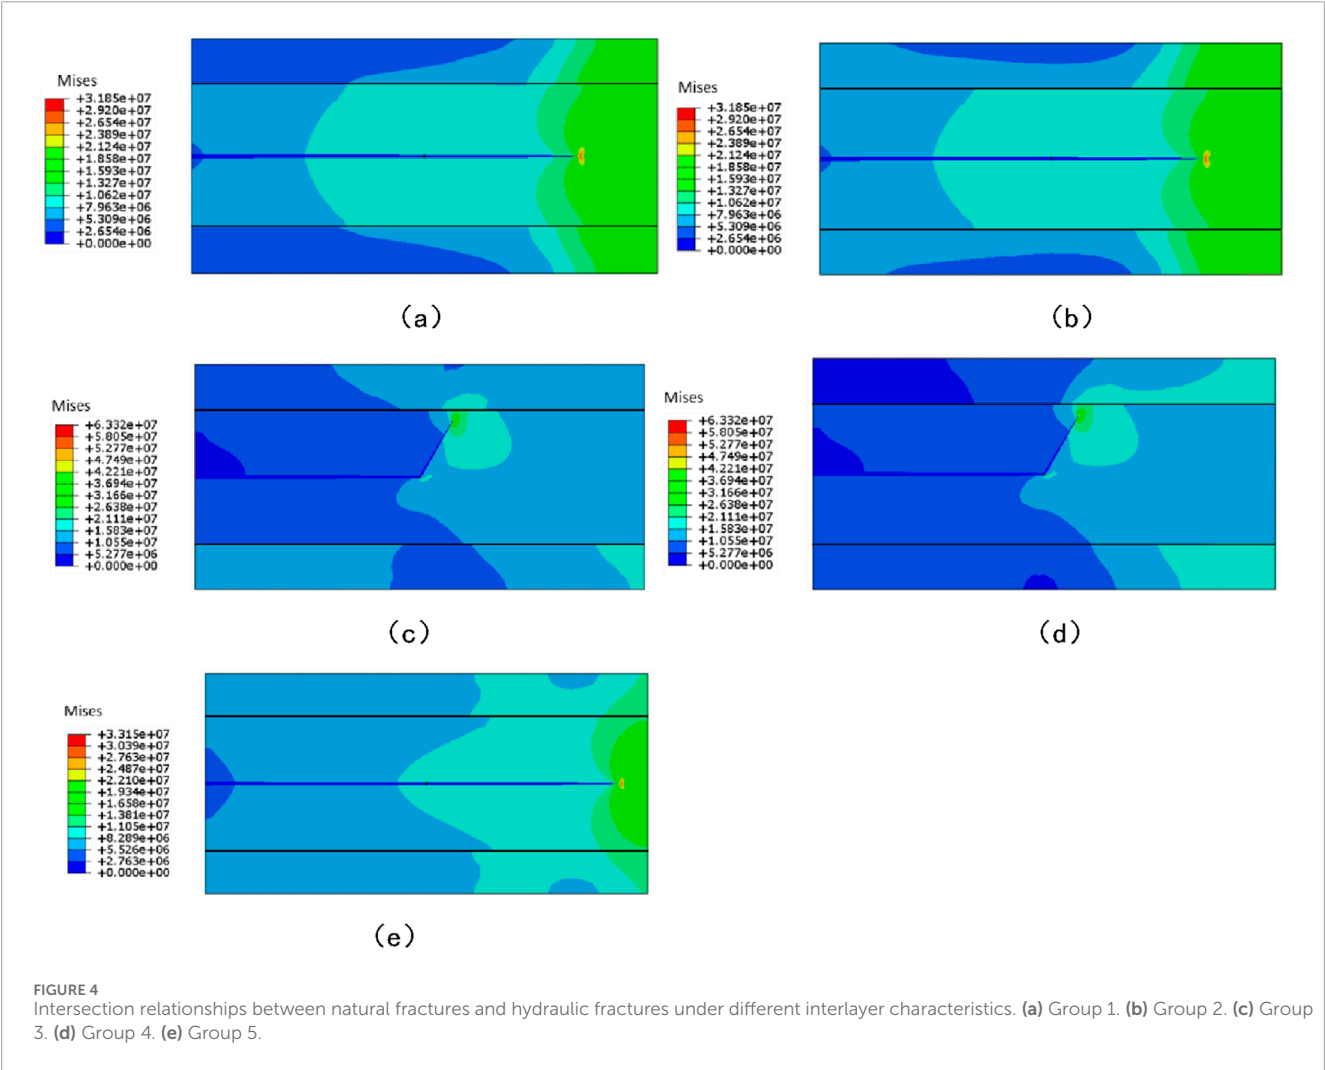 Mises
+3.185e+07
+2.920e+07
+2.654e+07
+2.389e+07
+2.124e+07
+1.858e+07
+1.593e+07
+1.327e+07
+1.062e+07
+7.963e+06
+5.309e+06
+2.654e+06
+0.000e+00
(a)
Mises
+3.185e+07
+2.920e+07
+2.654e+07
+2.389e+07
+2.124e+07
+1.858e+07
+1.593e+07
+1.327e+07
+1.062e+07
+7.963e+06
+5.309e+06
+2.654e+06
+0.000e+00
(b)
Mises
+6.332e+07
+5.805e+07
+5.277e+07
+4.749e+07
+4.221e+07
+3.694e+07
+3.166e+07
+2.638e+07
+2.111e+07
+1.583e+07
+1.055e+07
+5.277e+06
+0.000e+00
(c)
Mises
+6.332e+07
+5.805e+07
+5.277e+07
+4.749e+07
+4.221e+07
+3.694e+07
+3.166e+07
+2.638e+07
+2.111e+07
+1.583e+07
+1.055e+07
+5.277e+06
+0.000e+00
(d)
Mises
+3.315e+07
+3.039e+07
+2.763e+07
+2.487e+07
+2.210e+07
+1.934e+07
+1.658e+07
+1.381e+07
+1.105e+07
+8.289e+06
+5.526e+06
+2.763e+06
+0.000e+00
(e)
FIGURE 4
Intersection relationships between natural fractures and hydraulic fractures under different interlayer characteristics. (a) Group 1. (b) Group 2. (c) Group
3. (d) Group 4. (e) Group 5.